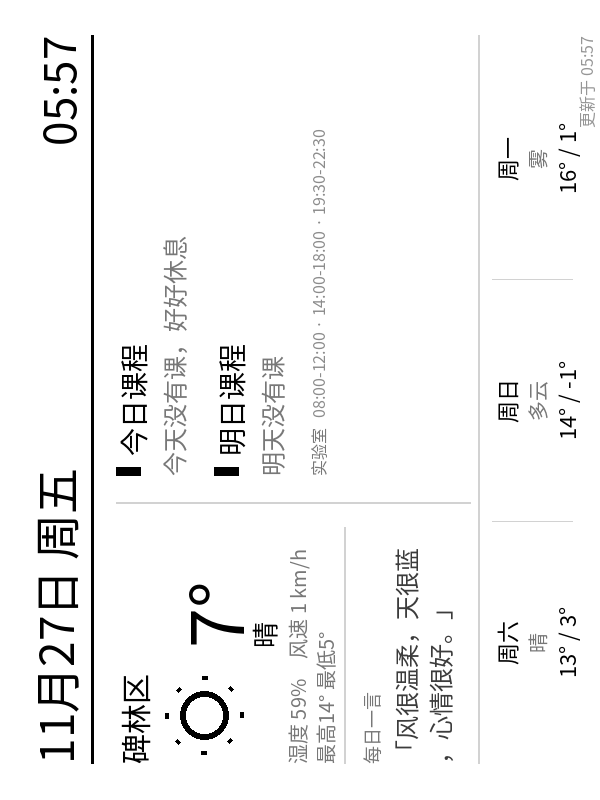 11月27日 周五
05:57
碑林区
7°
晴
湿度 59% 风速 1 km/h
最高14° 最低5°
每日一言
「风很温柔，天很蓝
，心情很好。」
今日课程
今天没有课，好好休息
明日课程
明天没有课
实验室 08:00-12:00 · 14:00-18:00 · 19:30-22:30
周六
晴
13° / 3°
周日
多云
14° / -1°
周一
雾
16° / 1°
更新于 05:57